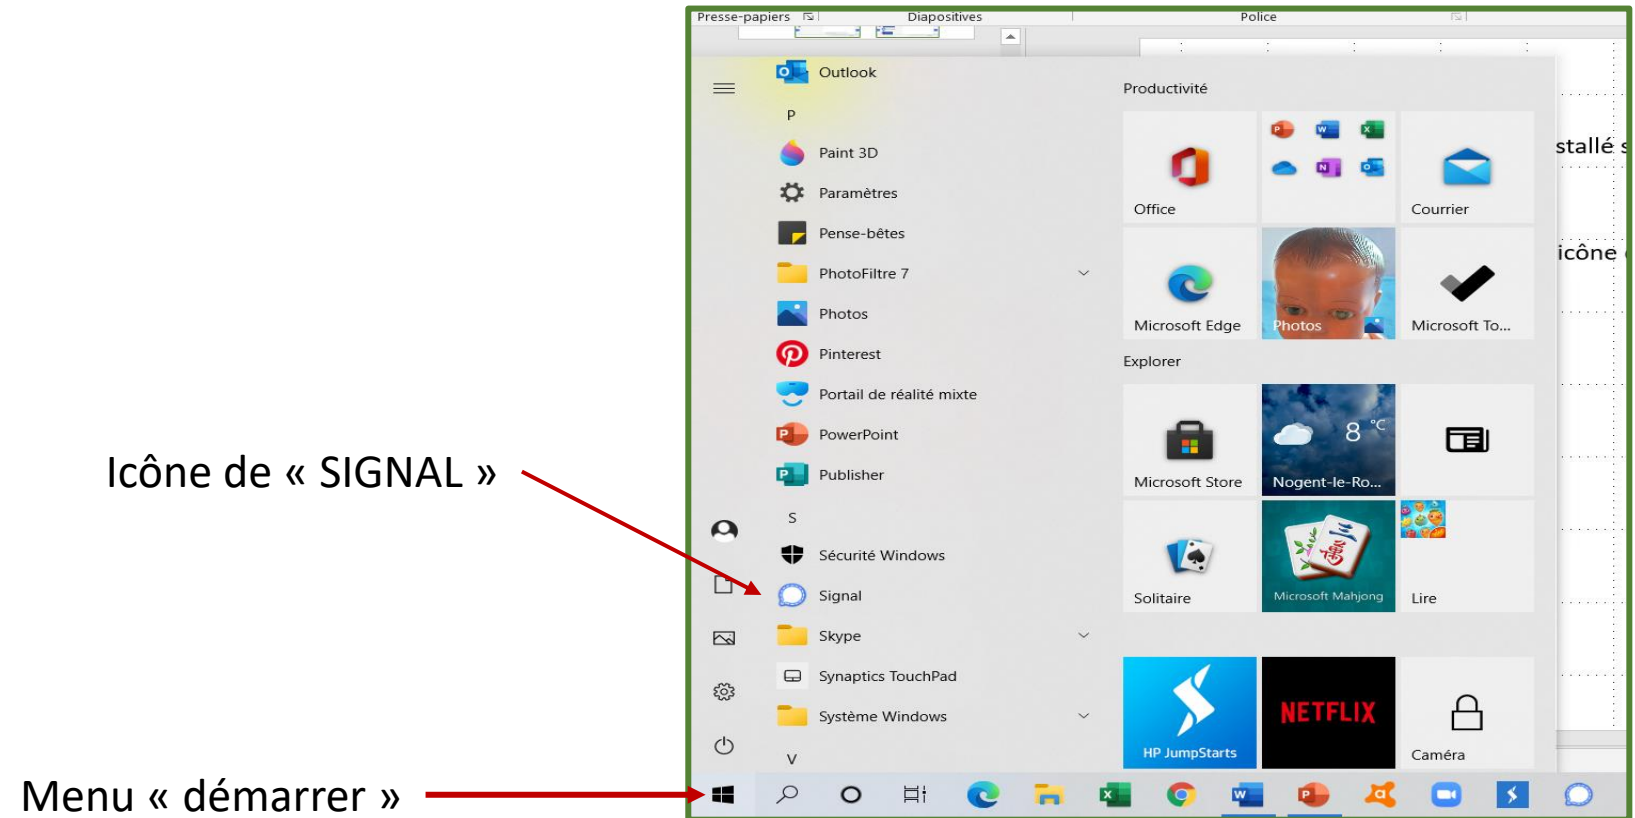 Presse-papiers
Diapositives
Police
Outlook
P
Paint 3D
Paramètres
Pense-bêtes
PhotoFiltre 7
Photos
Pinterest
Portail de réalité mixte
PowerPoint
Publisher
S
Sécurité Windows
Signal
Skype
Synaptics TouchPad
Système Windows
V
Productivité
Office
Courrier
Microsoft Edge
Photos
Microsoft To...
Explorer
Microsoft Store
8 °C
Nogent-le-Ro...
Solitaire
Microsoft Mahjong
Lire
HP JumpStarts
NETFLIX
Caméra
stallé s
icône
Icône de « SIGNAL »
Menu « démarrer »